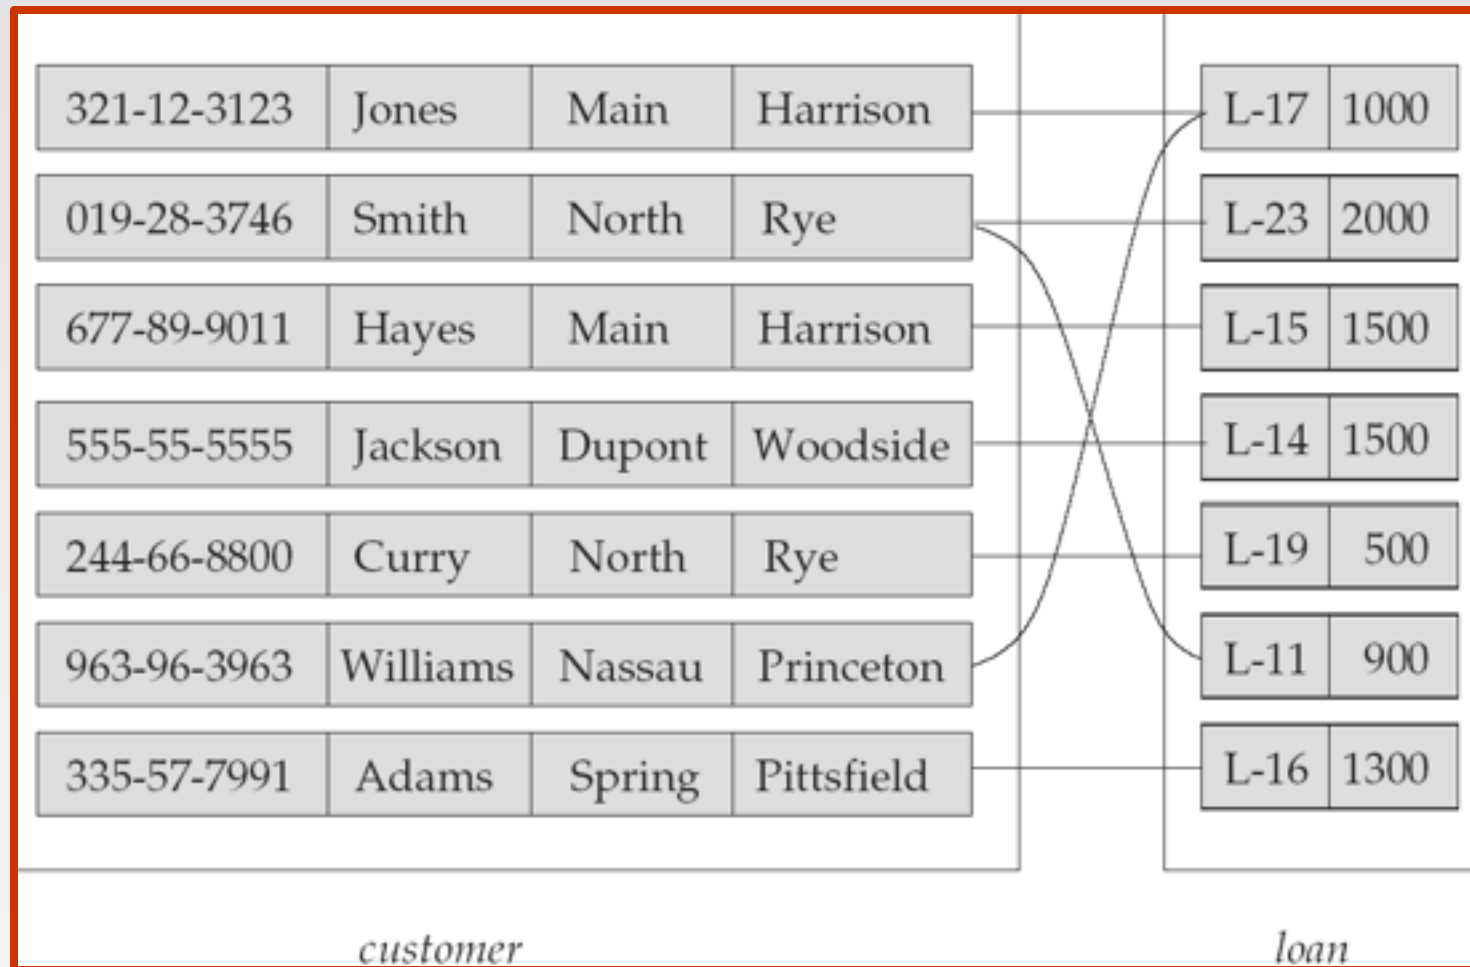 321-12-3123 Jones Main Harrison L-17 1000
019-28-3746 Smith North Rye L-23 2000
677-89-9011 Hayes Main Harrison L-15 1500
555-55-5555 Jackson Dupont Woodside L-14 1500
244-66-8800 Curry North Rye L-19 500
963-96-3963 Williams Nassau Princeton L-11 900
335-57-7991 Adams Spring Pittsfield L-16 1300
customer loan